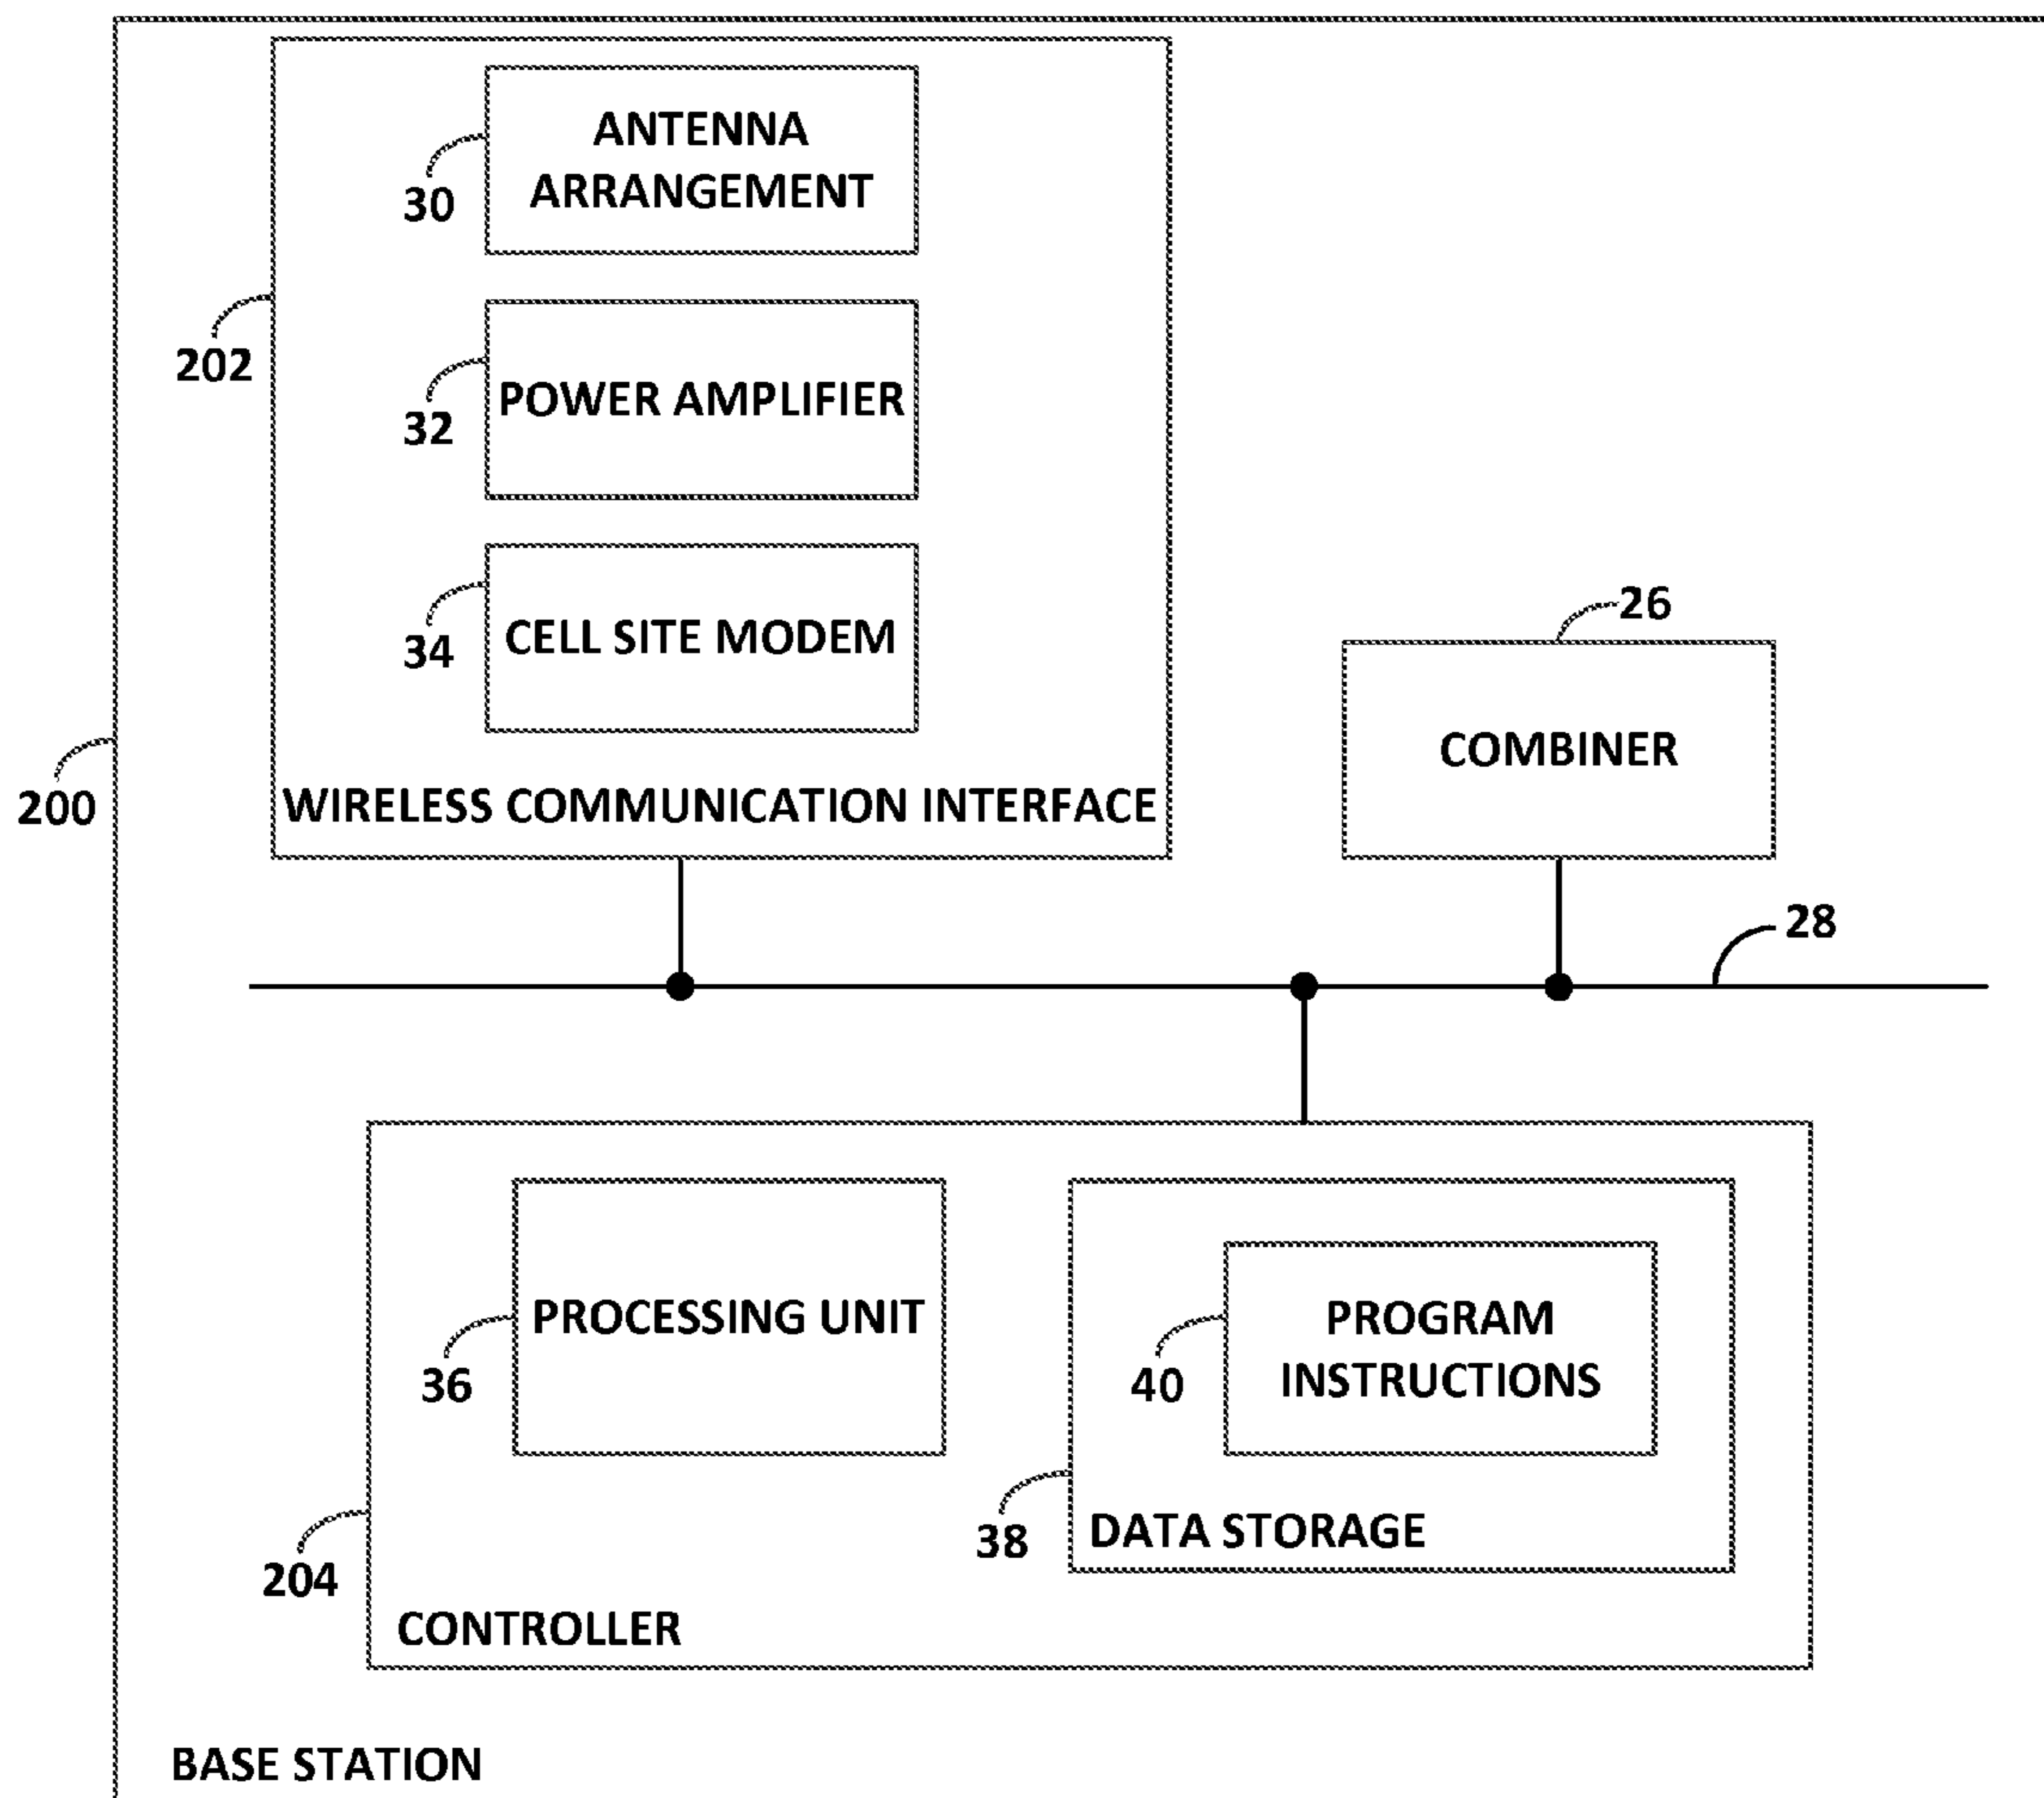 ANTENNA
ARRANGEMENT
30
202
POWER AMPLIFIER
32
CELL SITE MODEM
34
26
COMBINER
200
WIRELESS COMMUNICATION INTERFACE
28
PROCESSING UNIT
36
PROGRAM
INSTRUCTIONS
40
38
DATA STORAGE
204
CONTROLLER
BASE STATION